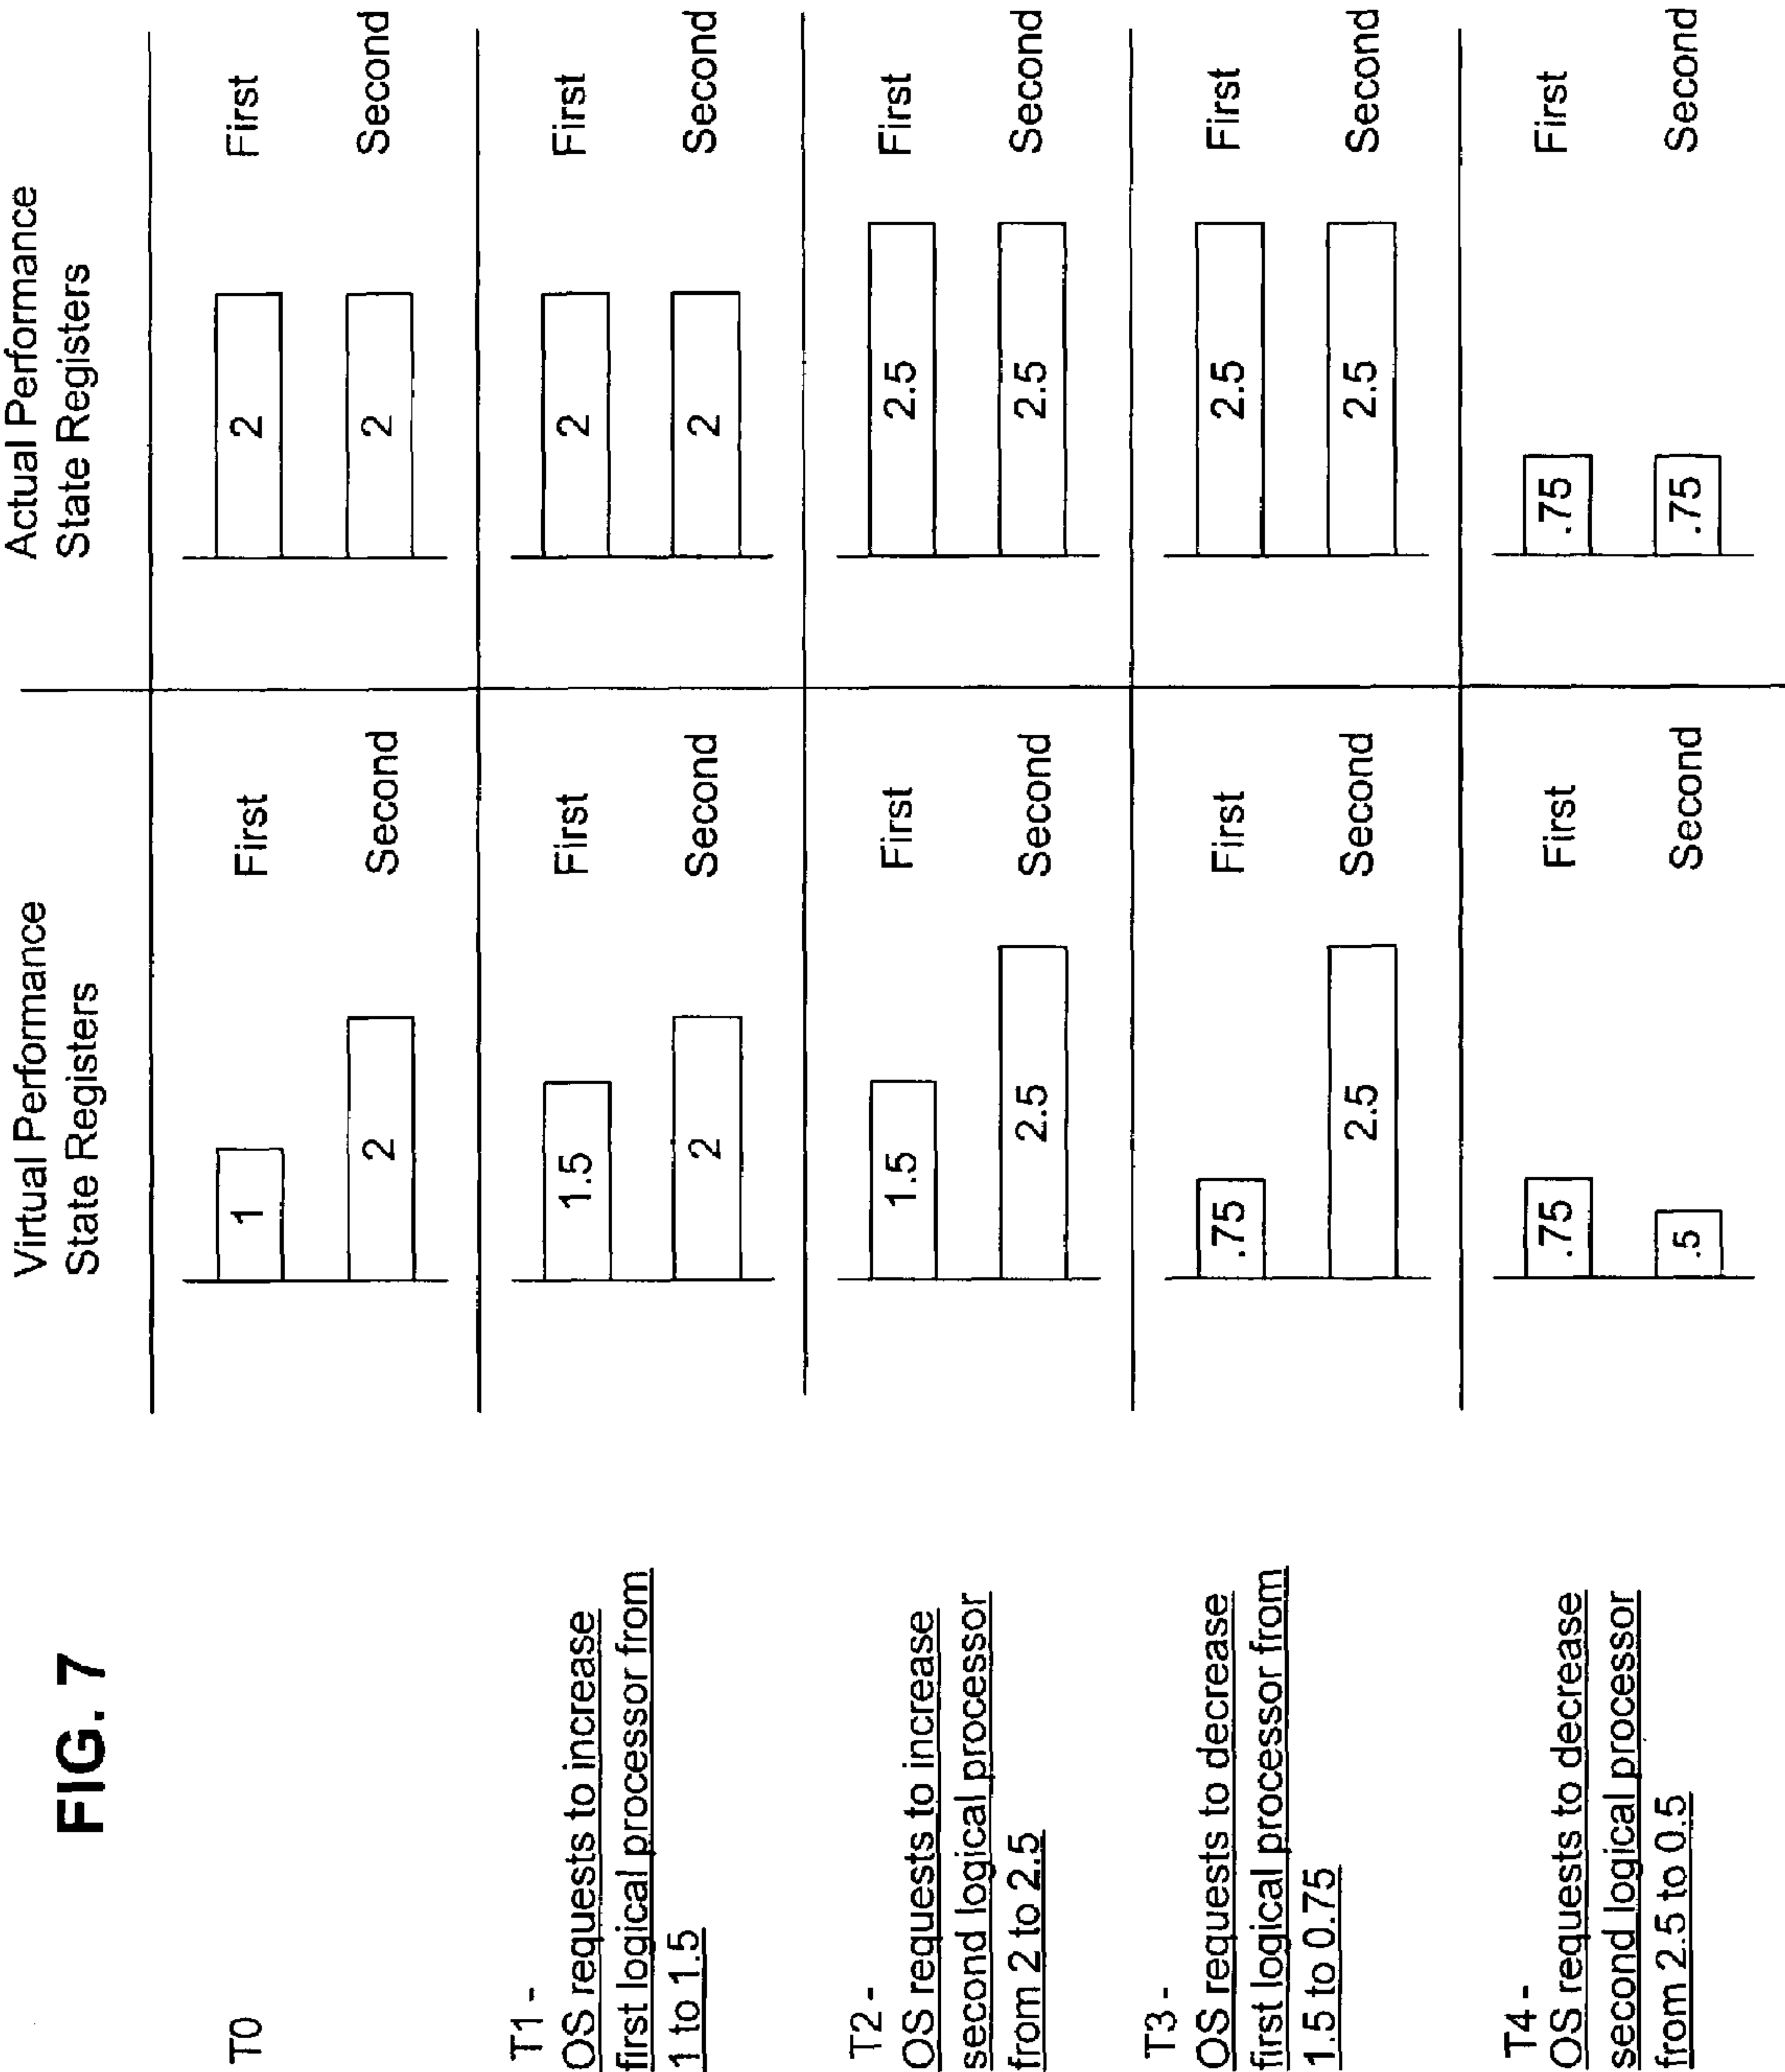 FIG. 7
Virtual Performance
State Registers
Actual Performance
State Registers
T0
1
First
2
Second
2
First
2
Second
T1 -
OS requests to increase
first logical processor from
1 to 1.5
1.5
First
2
Second
2
First
2
Second
T2 -
OS requests to increase
second logical processor
from 2 to 2.5
1.5
First
2.5
Second
2.5
First
2.5
Second
T3 -
OS requests to decrease
first logical processor from
1.5 to 0.75
.75
First
2.5
Second
2.5
First
2.5
Second
T4 -
OS requests to decrease
second logical processor
from 2.5 to 0.5
.75
First
.5
Second
.75
First
.75
Second